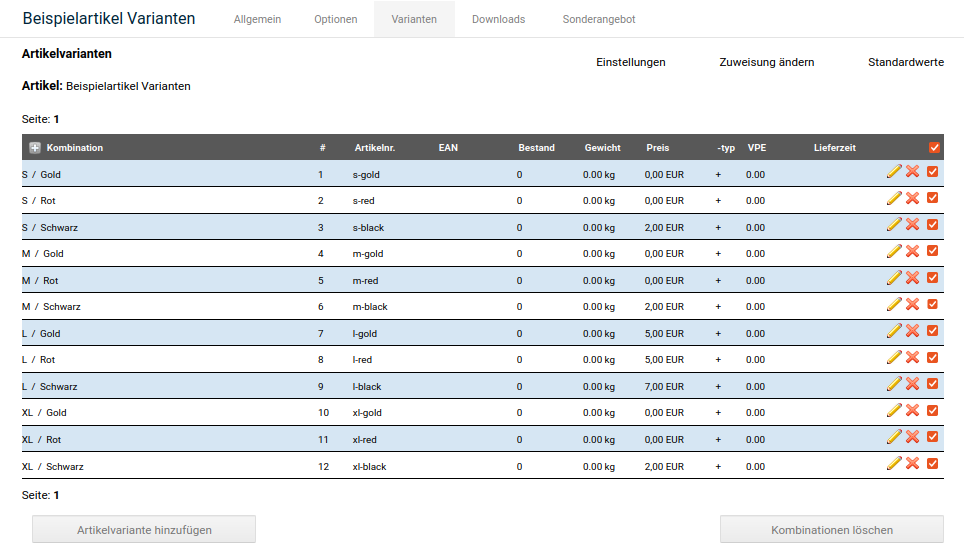 Beispielartikel Varianten Allgemein Optionen Varianten Downloads Sonderangebot
Artikelvarianten
Einstellungen Zuweisung ändern Standardwerte
Artikel: Beispielartikel Varianten
Seite: 1
Kombination # Artikelnr. EAN Bestand Gewicht Preis -typ VPE Lieferzeit
S / Gold 1 s-gold 0 0.00 kg 0,00 EUR + 0.00
S / Rot 2 s-red 0 0.00 kg 0,00 EUR + 0.00
S / Schwarz 3 s-black 0 0.00 kg 2,00 EUR + 0.00
M / Gold 4 m-gold 0 0.00 kg 0,00 EUR + 0.00
M / Rot 5 m-red 0 0.00 kg 0,00 EUR + 0.00
M / Schwarz 6 m-black 0 0.00 kg 2,00 EUR + 0.00
L / Gold 7 l-gold 0 0.00 kg 5,00 EUR + 0.00
L / Rot 8 l-red 0 0.00 kg 5,00 EUR + 0.00
L / Schwarz 9 l-black 0 0.00 kg 7,00 EUR + 0.00
XL / Gold 10 xl-gold 0 0.00 kg 0,00 EUR + 0.00
XL / Rot 11 xl-red 0 0.00 kg 0,00 EUR + 0.00
XL / Schwarz 12 xl-black 0 0.00 kg 2,00 EUR + 0.00
Seite: 1
Artikelvariante hinzufügen Kombinationen löschen